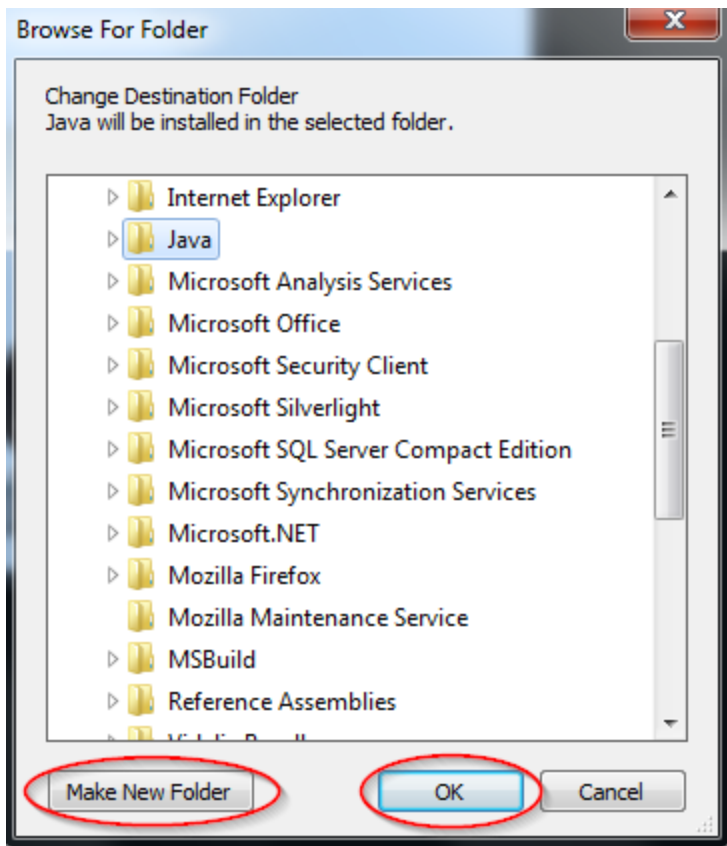 Browse For Folder
Change Destination Folder
Java will be installed in the selected folder.
Internet Explorer
Java
Microsoft Analysis Services
Microsoft Office
Microsoft Security Client
Microsoft Silverlight
Microsoft SQL Server Compact Edition
Microsoft Synchronization Services
Microsoft.NET
Mozilla Firefox
Mozilla Maintenance Service
MSBuild
Reference Assemblies
Make New Folder
OK
Cancel